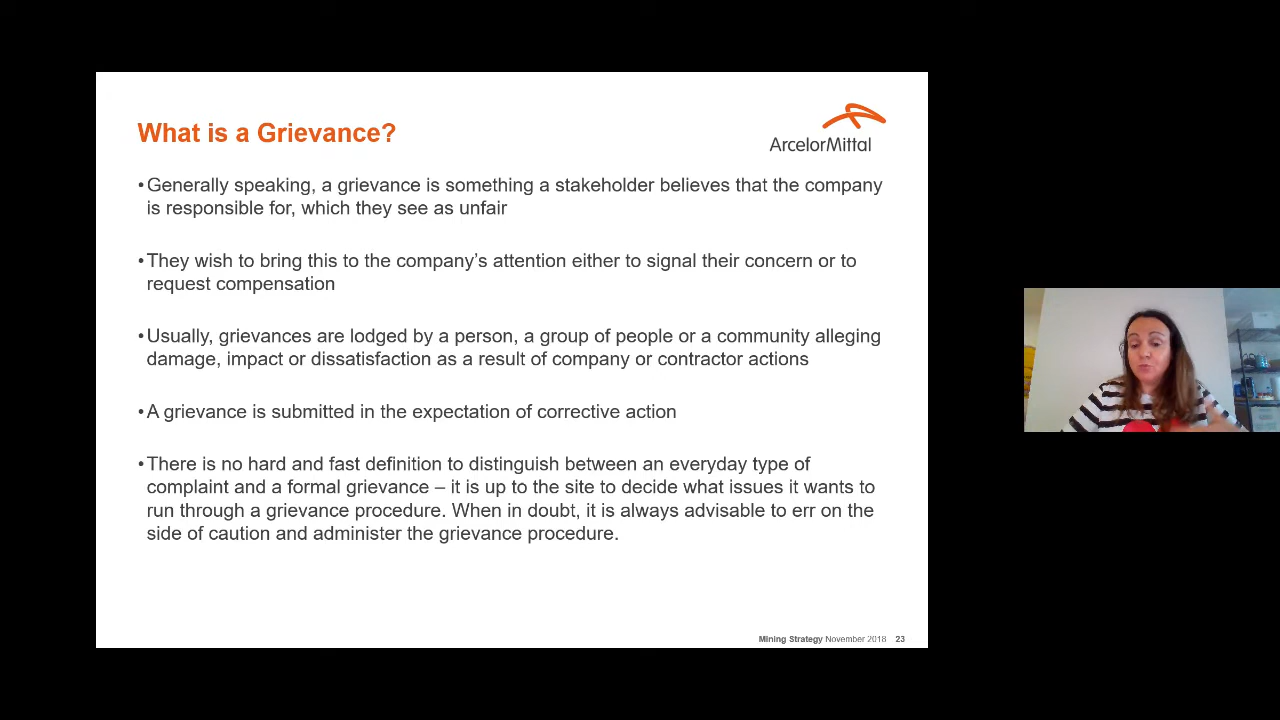 What is a Grievance?
ArcelorMittal
•Generally speaking, a grievance is something a stakeholder believes that the company
is responsible for, which they see as unfair
•They wish to bring this to the company’s attention either to signal their concern or to
request compensation
•Usually, grievances are lodged by a person, a group of people or a community alleging
damage, impact or dissatisfaction as a result of company or contractor actions
•A grievance is submitted in the expectation of corrective action
•There is no hard and fast definition to distinguish between an everyday type of
complaint and a formal grievance – it is up to the site to decide what issues it wants to
run through a grievance procedure. When in doubt, it is always advisable to err on the
side of caution and administer the grievance procedure.
Mining Strategy November 2018 23